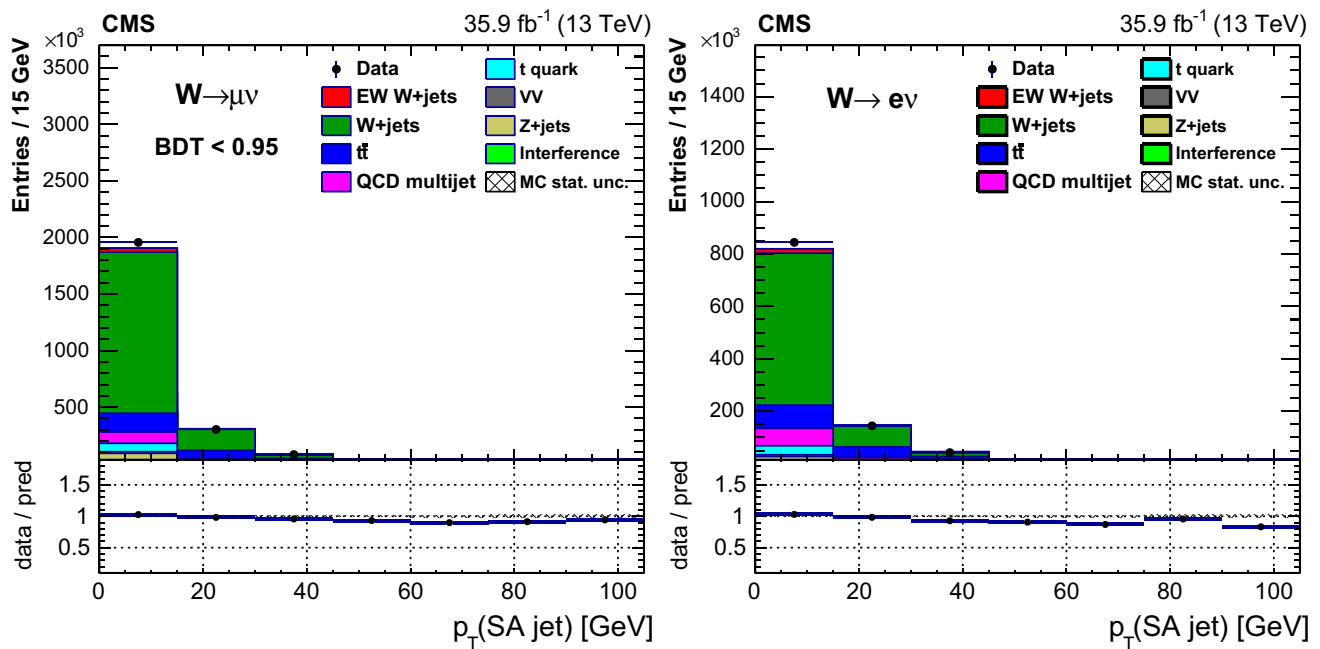 CMS 35.9 fb⁻¹ (13 TeV)
×10³
Entries / 15 GeV
3500
3000
2500
2000
1500
1000
500
W→μν
BDT < 0.95
Data
EW W+jets
W+jets
tt̄
QCD multijet
t quark
VV
Z+jets
Interference
MC stat. unc.
data / pred
1.5
1
0.5
0 20 40 60 80 100
p_T(SA jet) [GeV]
CMS 35.9 fb⁻¹ (13 TeV)
×10³
Entries / 15 GeV
1400
1200
1000
800
600
400
200
W→ eν
Data
EW W+jets
W+jets
tt̄
QCD multijet
t quark
VV
Z+jets
Interference
MC stat. unc.
data / pred
1.5
1
0.5
0 20 40 60 80 100
p_T(SA jet) [GeV]